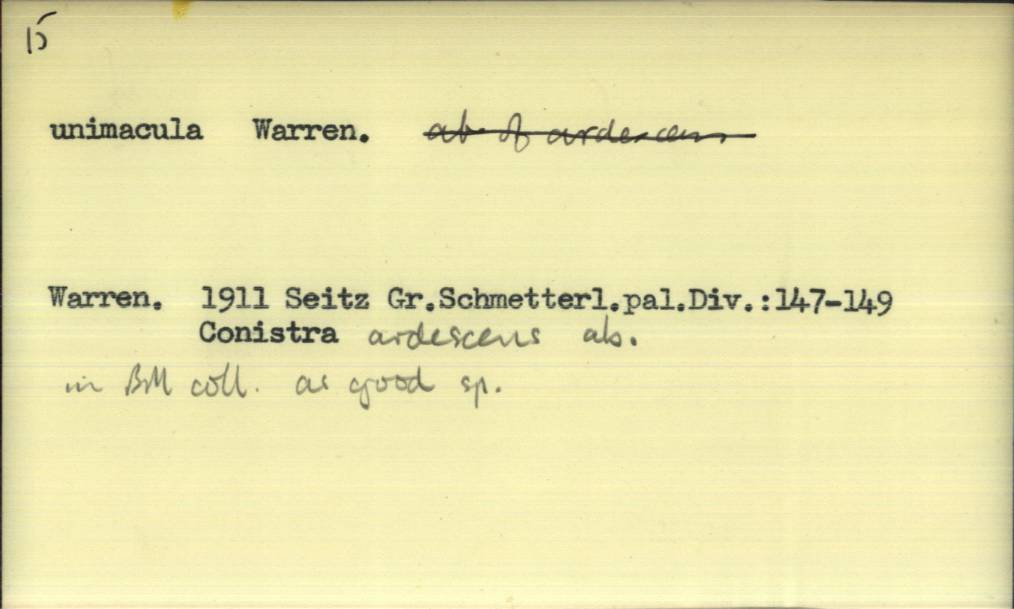 15
unimacula Warren. ab of ardescens
Warren. 1911 Seitz Gr.Schmetterl.pal.Div.:147-149
Conistra ardescens ab.
in BM coll. as good sp.